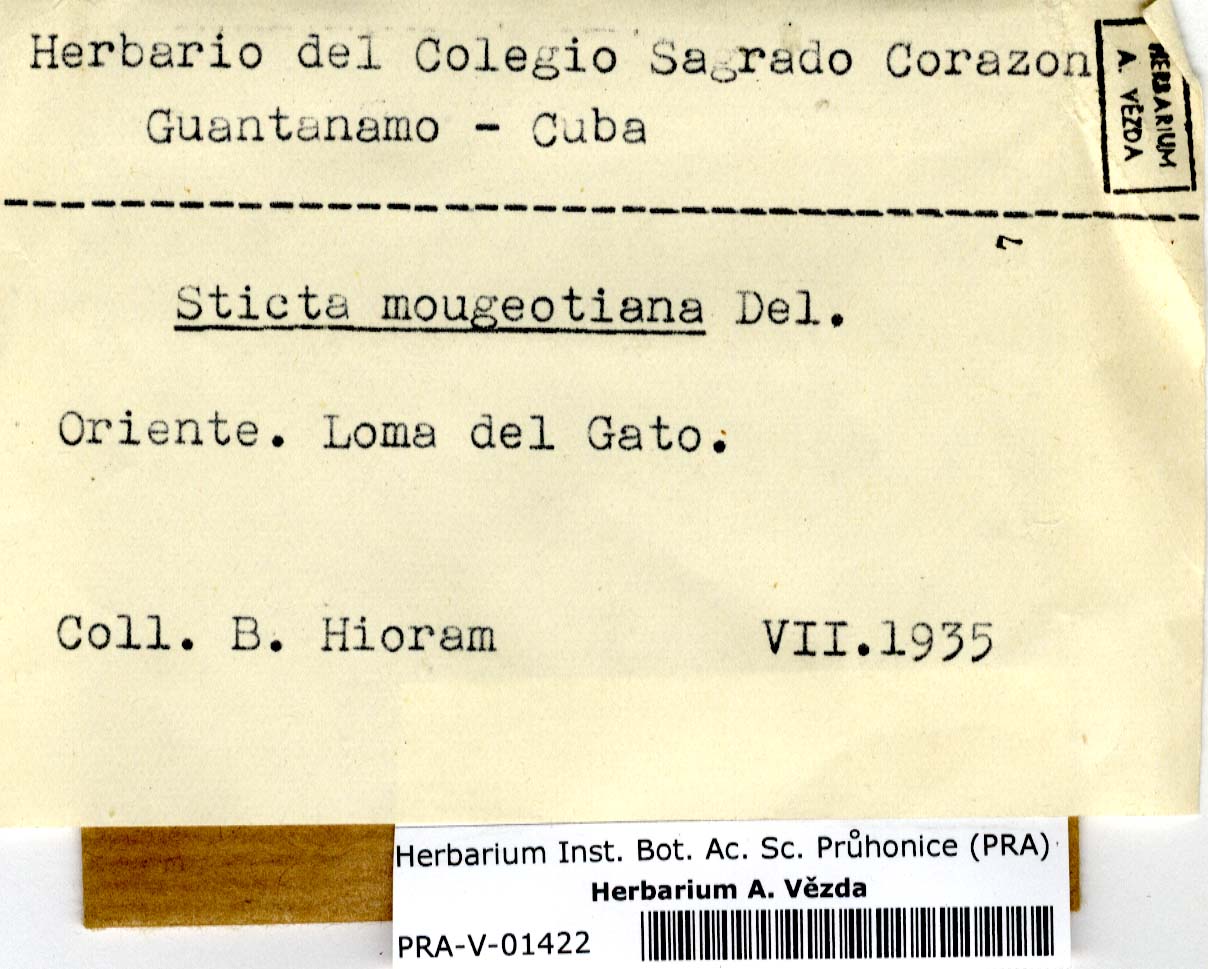 Herbario del Colegio Sagrado Corazon
Guantanamo - Cuba
HERBARIUM
A. VĚZDA
7
Sticta mougeotiana Del.
Oriente. Loma del Gato.
Coll. B. Hioram VII.1935
Herbarium Inst. Bot. Ac. Sc. Průhonice (PRA)
Herbarium A. Vězda
PRA-V-01422